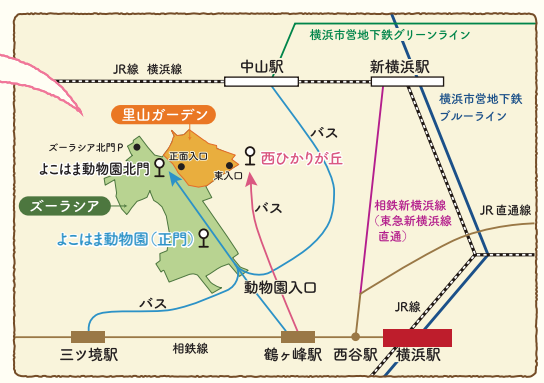 横浜市営地下鉄グリーンライン
JR線 横浜線
中山駅
新横浜駅
横浜市営地下鉄
ブルーライン
里山ガーデン
バス
ズーラシア北門P
正面入口
西ひかりが丘
よこはま動物園北門
東入口
ズーラシア
バス
相鉄新横浜線
(東急新横浜線
直通)
JR直通線
よこはま動物園(正門)
動物園入口
バス
JR線
三ツ境駅
相鉄線
鶴ヶ峰駅
西谷駅
横浜駅